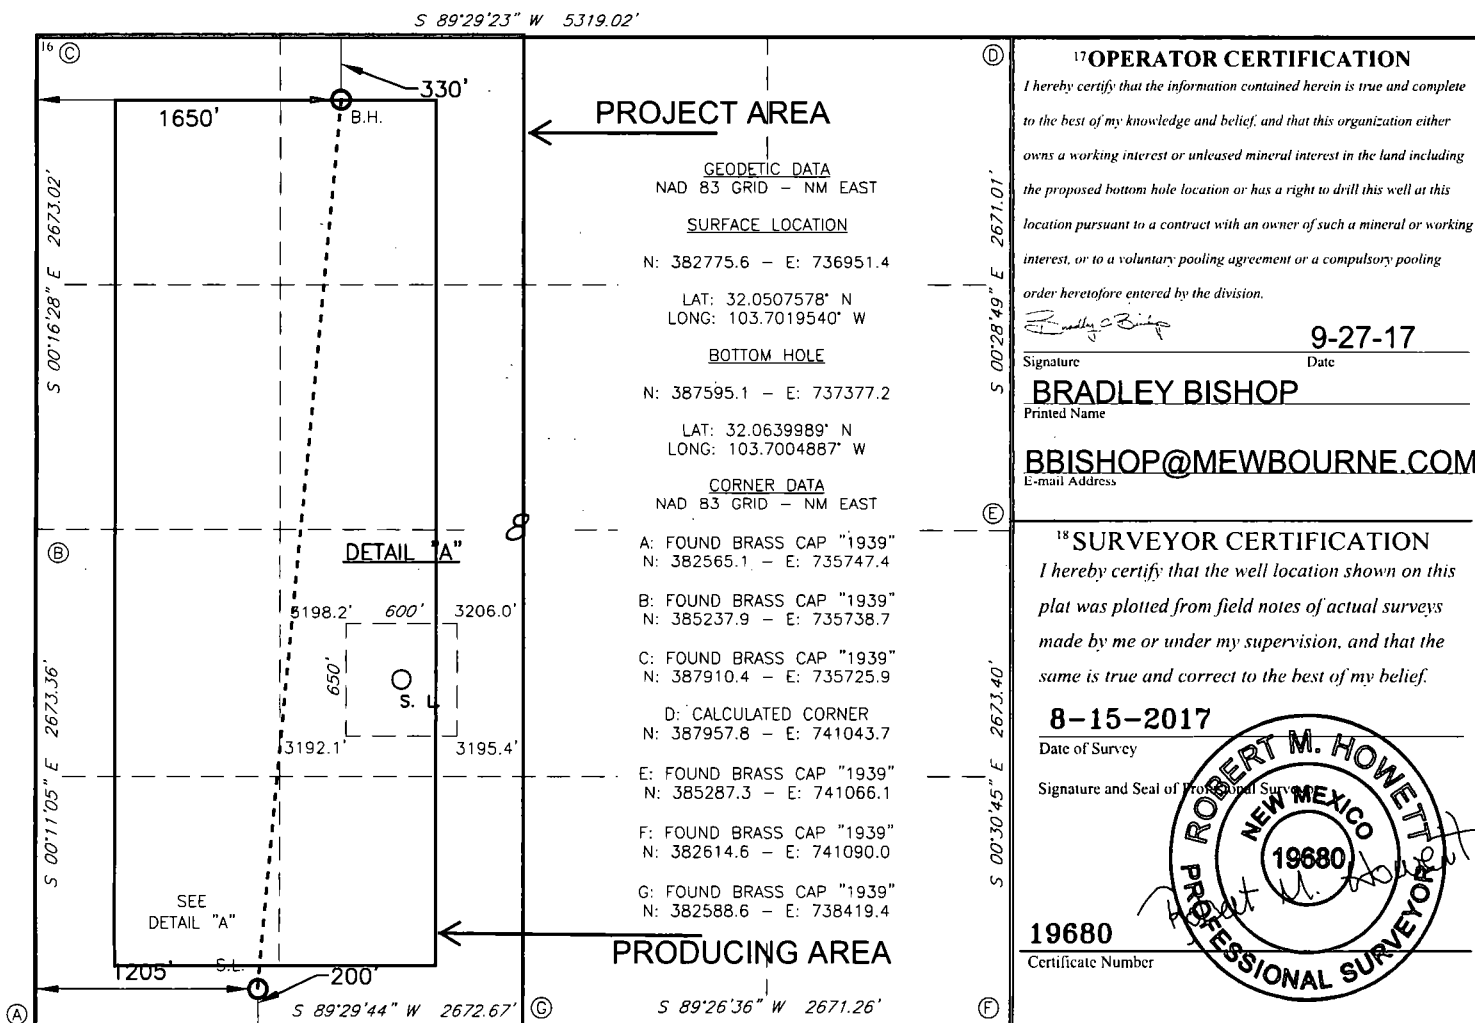 S 89°29'23" W 5319.02'
16
C
D
330'
1650'
B.H.
PROJECT AREA
S 00°16'28" E 2673.02'
S 00°28'49" E 2671.01'
GEODETIC DATA
NAD 83 GRID – NM EAST
SURFACE LOCATION
N: 382775.6 – E: 736951.4
LAT: 32.0507578° N
LONG: 103.7019540° W
BOTTOM HOLE
N: 387595.1 – E: 737377.2
LAT: 32.0639989° N
LONG: 103.7004887° W
CORNER DATA
NAD 83 GRID – NM EAST
A: FOUND BRASS CAP "1939"
N: 382565.1 – E: 735747.4
B: FOUND BRASS CAP "1939"
N: 385237.9 – E: 735738.7
C: FOUND BRASS CAP "1939"
N: 387910.4 – E: 735725.9
D: CALCULATED CORNER
N: 387957.8 – E: 741043.7
E: FOUND BRASS CAP "1939"
N: 385287.3 – E: 741066.1
F: FOUND BRASS CAP "1939"
N: 382614.6 – E: 741090.0
G: FOUND BRASS CAP "1939"
N: 382588.6 – E: 738419.4
PRODUCING AREA
8
B
E
DETAIL "A"
3198.2' 600' 3206.0'
650'
S. L.
3192.1' 3195.4'
S 00°11'05" E 2673.36'
S 00°30'45" E 2673.40'
SEE
DETAIL "A"
S.L.
1205'
200'
A
S 89°29'44" W 2672.67'
G
S 89°26'36" W 2671.26'
F
17 OPERATOR CERTIFICATION
I hereby certify that the information contained herein is true and complete
to the best of my knowledge and belief, and that this organization either
owns a working interest or unleased mineral interest in the land including
the proposed bottom hole location or has a right to drill this well at this
location pursuant to a contract with an owner of such a mineral or working
interest, or to a voluntary pooling agreement or a compulsory pooling
order heretofore entered by the division.
Bradley Bishop
9-27-17
Signature Date
BRADLEY BISHOP
Printed Name
BBISHOP@MEWBOURNE.COM
E-mail Address
18 SURVEYOR CERTIFICATION
I hereby certify that the well location shown on this
plat was plotted from field notes of actual surveys
made by me or under my supervision, and that the
same is true and correct to the best of my belief.
8-15-2017
Date of Survey
Signature and Seal of Professional Surveyor
ROBERT M. HOWETT
NEW MEXICO
19680
PROFESSIONAL SURVEYOR
Robert M. Howett
19680
Certificate Number